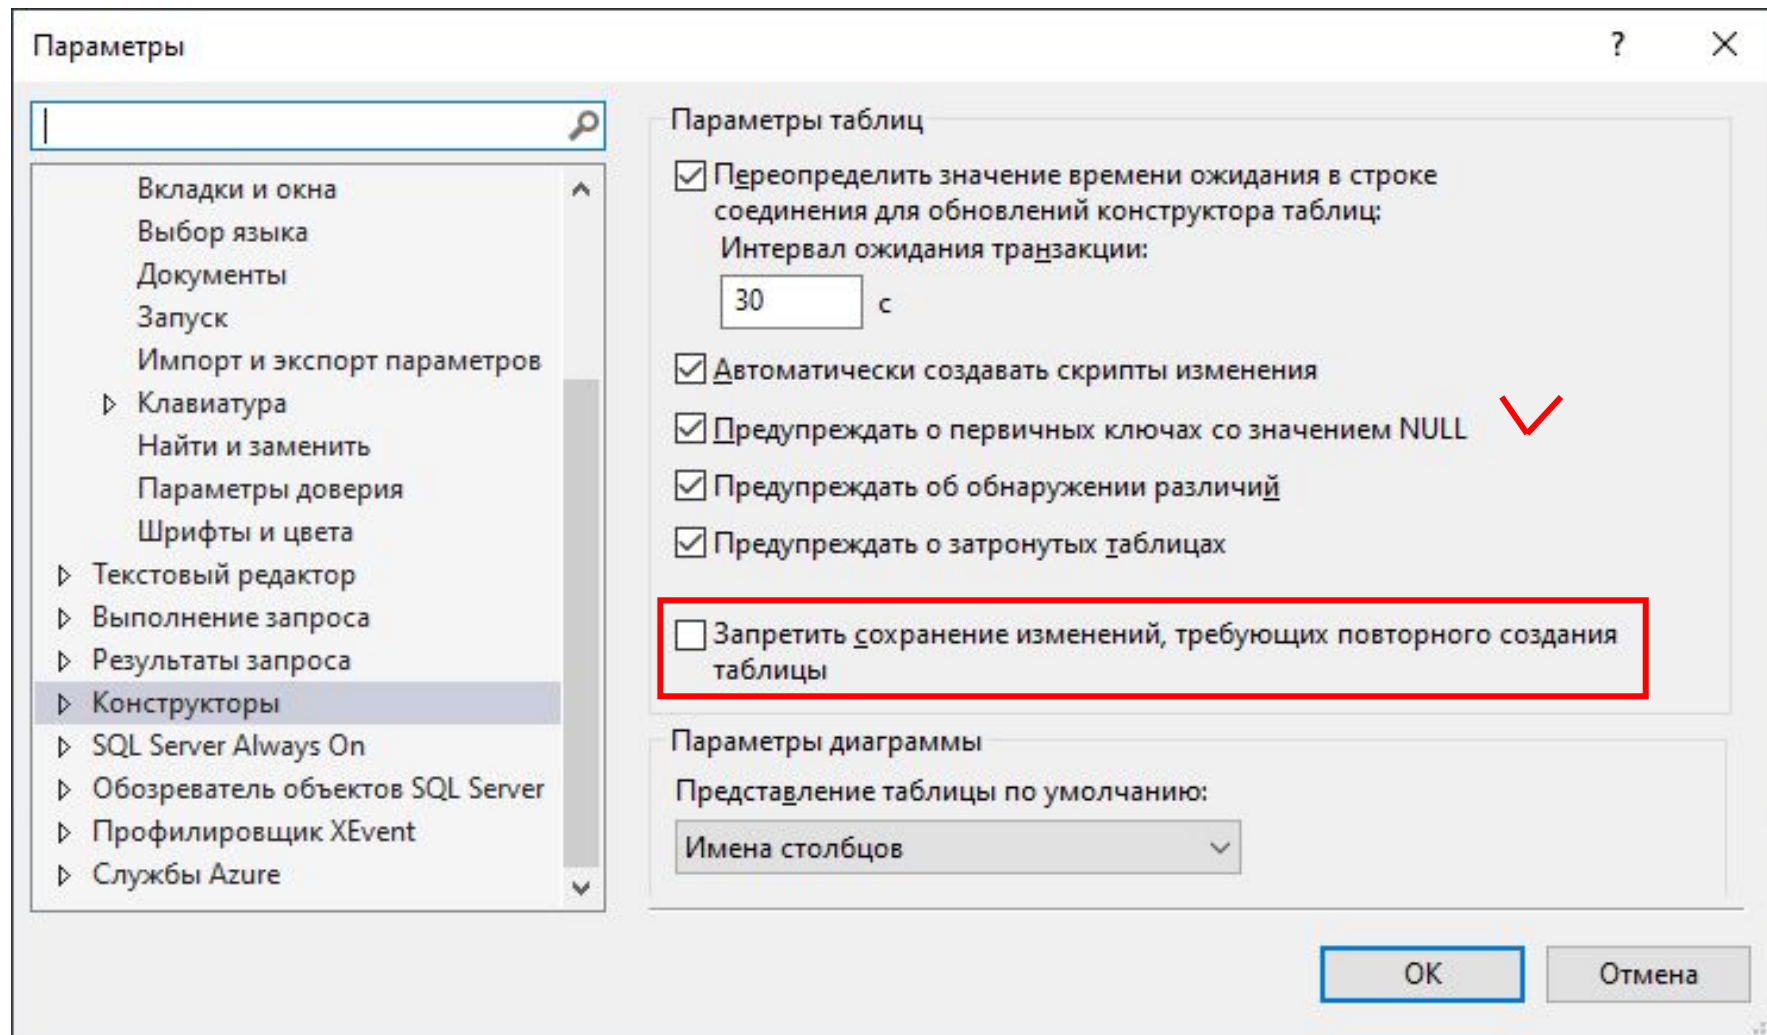 Параметры
?
Вкладки и окна
Выбор языка
Документы
Запуск
Импорт и экспорт параметров
Клавиатура
Найти и заменить
Параметры доверия
Шрифты и цвета
Текстовый редактор
Выполнение запроса
Результаты запроса
Конструкторы
SQL Server Always On
Обозреватель объектов SQL Server
Профилировщик XEvent
Службы Azure
Параметры таблиц
Переопределить значение времени ожидания в строке
соединения для обновлений конструктора таблиц:
Интервал ожидания транзакции:
30 с
Автоматически создавать скрипты изменения
Предупреждать о первичных ключах со значением NULL
Предупреждать об обнаружении различий
Предупреждать о затронутых таблицах
Запретить сохранение изменений, требующих повторного создания
таблицы
Параметры диаграммы
Представление таблицы по умолчанию:
Имена столбцов
ОК
Отмена